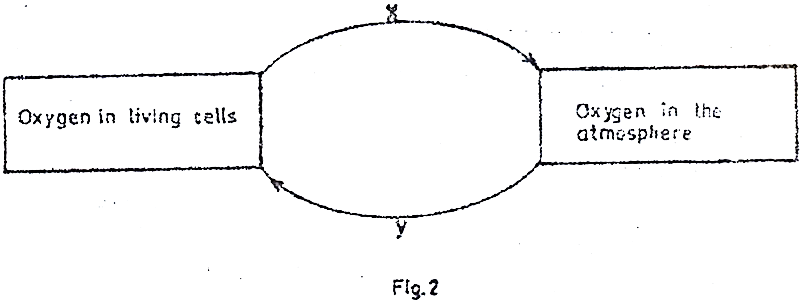 X
Oxygen in living cells
Oxygen in the
atmosphere
y
Fig.2